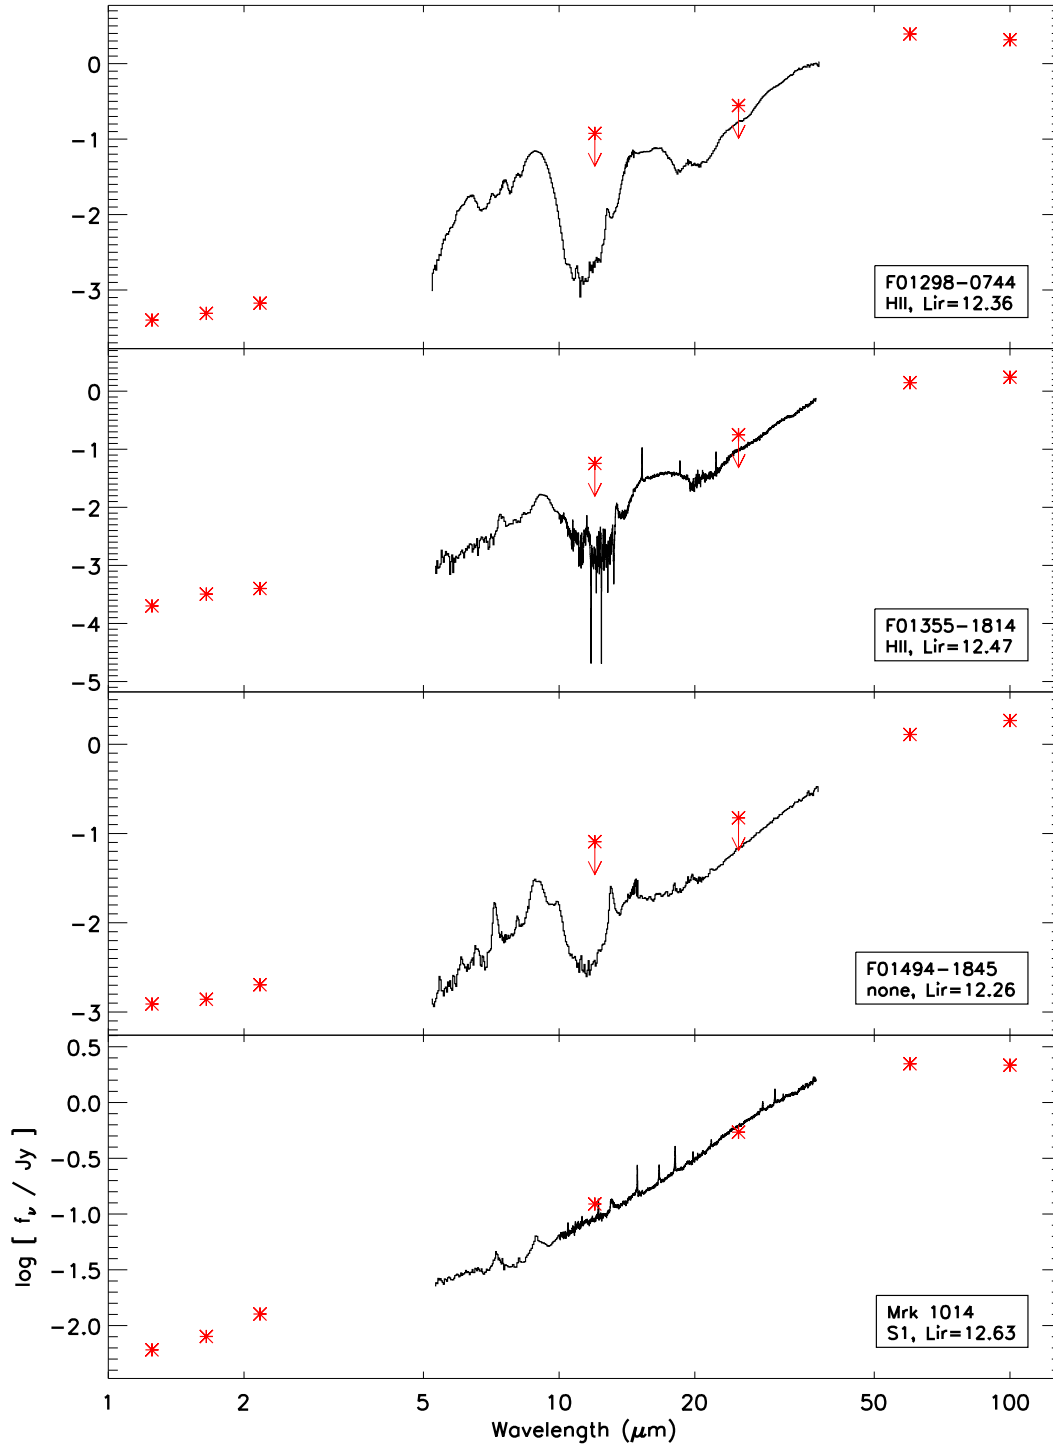 0
−1
−2
−3
F01298−0744
HII, Lir=12.36
0
−1
−2
−3
−4
−5
F01355−1814
HII, Lir=12.47
0
−1
−2
−3
F01494−1845
none, Lir=12.26
0.5
0.0
−0.5
−1.0
−1.5
−2.0
log [ fν / Jy ]
Mrk 1014
S1, Lir=12.63
1 2 5 10 20 50 100
Wavelength (μm)